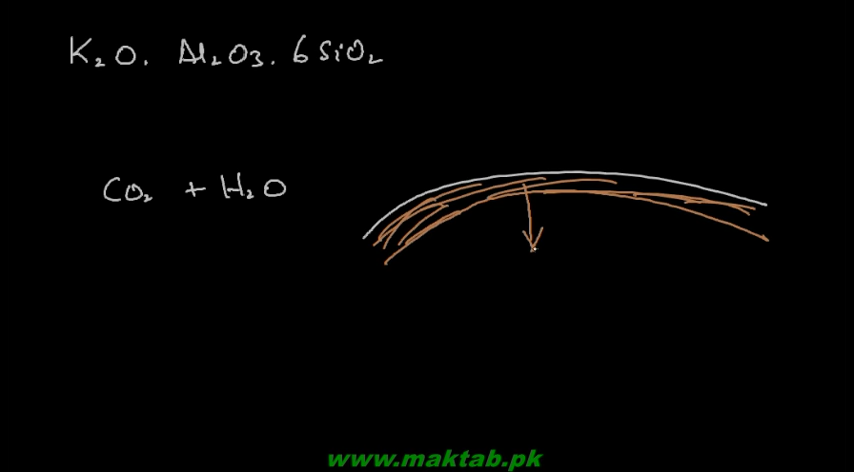 K₂O. Al₂O₃. 6SiO₂
CO₂ + H₂O
www.maktab.pk